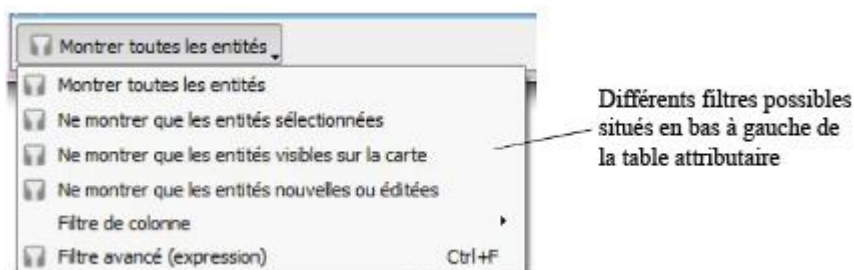 Montrer toutes les entités
Montrer toutes les entités
Ne montrer que les entités sélectionnées
Ne montrer que les entités visibles sur la carte
Ne montrer que les entités nouvelles ou éditées
Filtre de colonne
Filtre avancé (expression) Ctrl+F
Différents filtres possibles
situés en bas à gauche de
la table attributaire